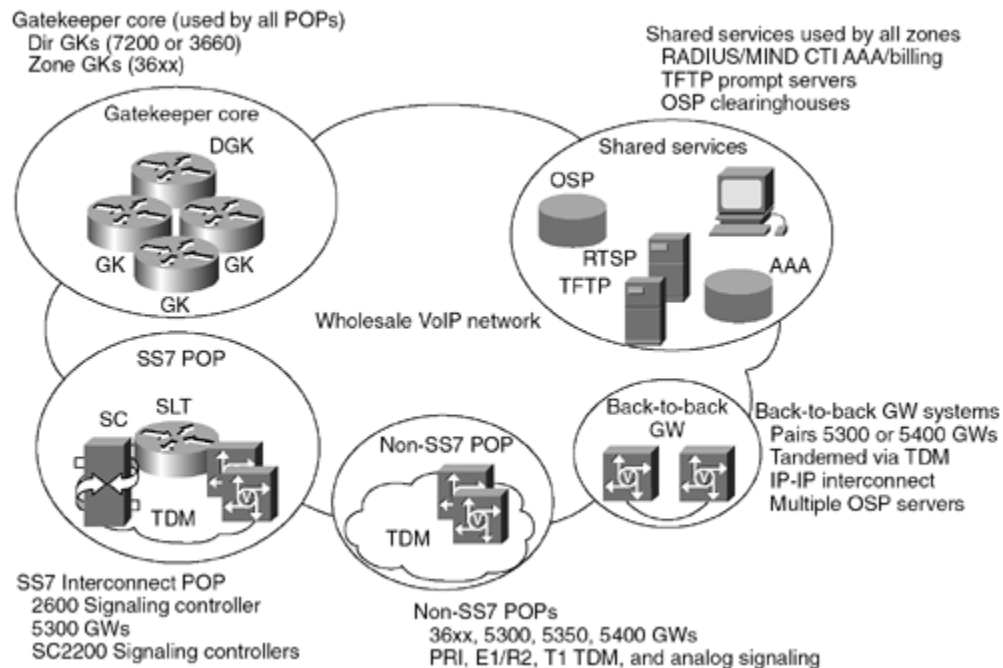 Gatekeeper core (used by all POPs)
Dir GKs (7200 or 3660)
Zone GKs (36xx)
Shared services used by all zones
RADIUS/MIND CTI AAA/billing
TFTP prompt servers
OSP clearinghouses
Gatekeeper core
DGK
GK
GK
GK
Shared services
OSP
RTSP
TFTP
AAA
Wholesale VoIP network
SS7 POP
SC
SLT
TDM
Non-SS7 POP
TDM
V
Back-to-back
GW
V
V
V
Back-to-back GW systems
Pairs 5300 or 5400 GWs
Tandemed via TDM
IP-IP interconnect
Multiple OSP servers
SS7 Interconnect POP
2600 Signaling controller
5300 GWs
SC2200 Signaling controllers
Non-SS7 POPs
36xx, 5300, 5350, 5400 GWs
PRI, E1/R2, T1 TDM, and analog signaling